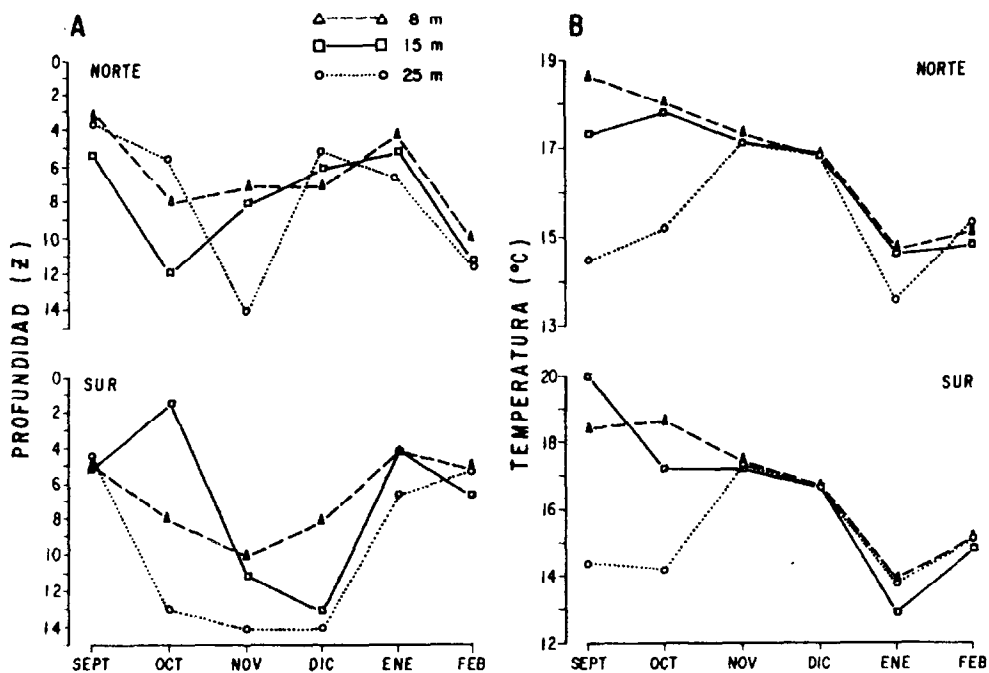 A
8 m
15 m
25 m
B
NORTE
0
2
4
6
8
10
12
14
PROFUNDIDAD (Z)
SUR
0
2
4
6
8
10
12
14
SEPT OCT NOV DIC ENE FEB
NORTE
19
17
15
13
TEMPERATURA (°C)
SUR
20
18
16
14
12
SEPT OCT NOV DIC ENE FEB